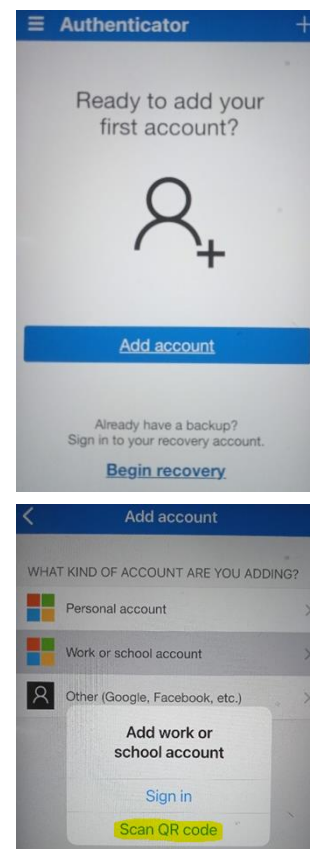 Authenticator
Ready to add your
first account?
Add account
Already have a backup?
Sign in to your recovery account.
Begin recovery
Add account
WHAT KIND OF ACCOUNT ARE YOU ADDING?
Personal account
Work or school account
Other (Google, Facebook, etc.)
Add work or
school account
Sign in
Scan QR code